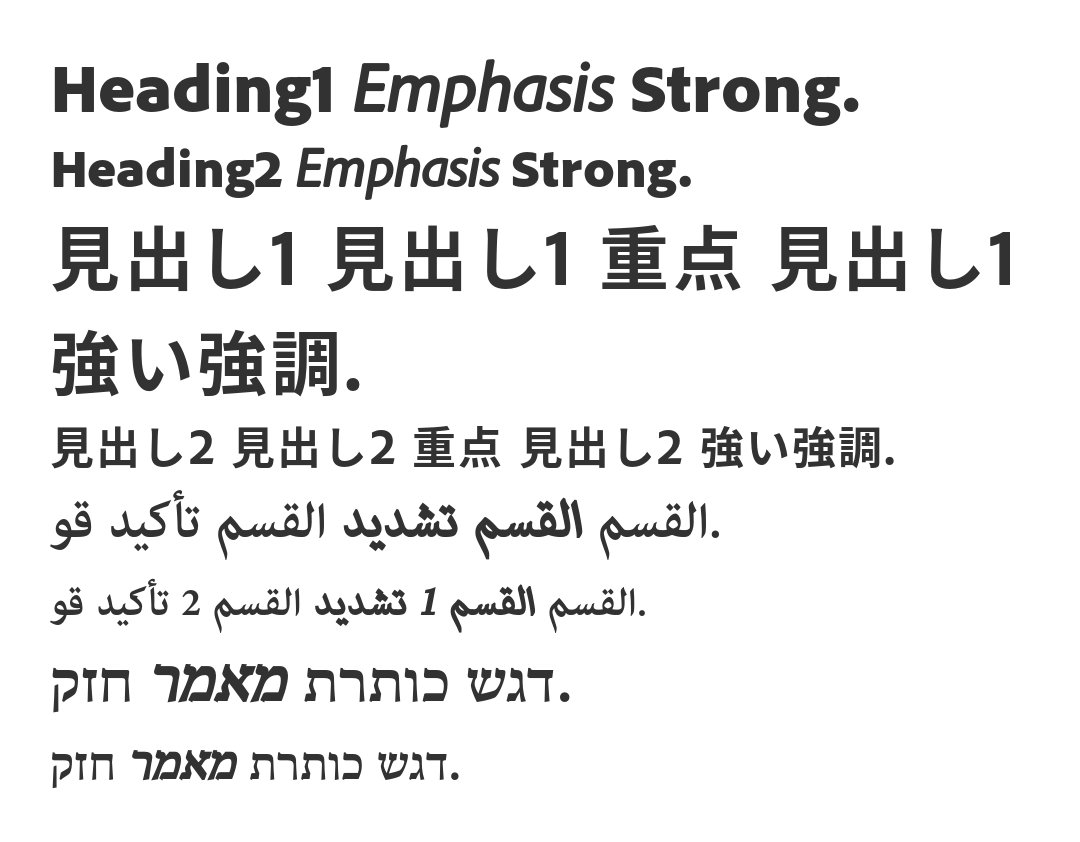 Heading1 Emphasis Strong.
Heading2 Emphasis Strong.
見出し1 見出し1 重点 見出し1
強い強調.
見出し2 見出し2 重点 見出し2 強い強調.
القسم القسم تشديد القسم تأكيد قو.
القسم القسم 1 تشديد القسم 2 تأكيد قو.
דגש כותרת מאמר חזק.
דגש כותרת מאמר חזק.